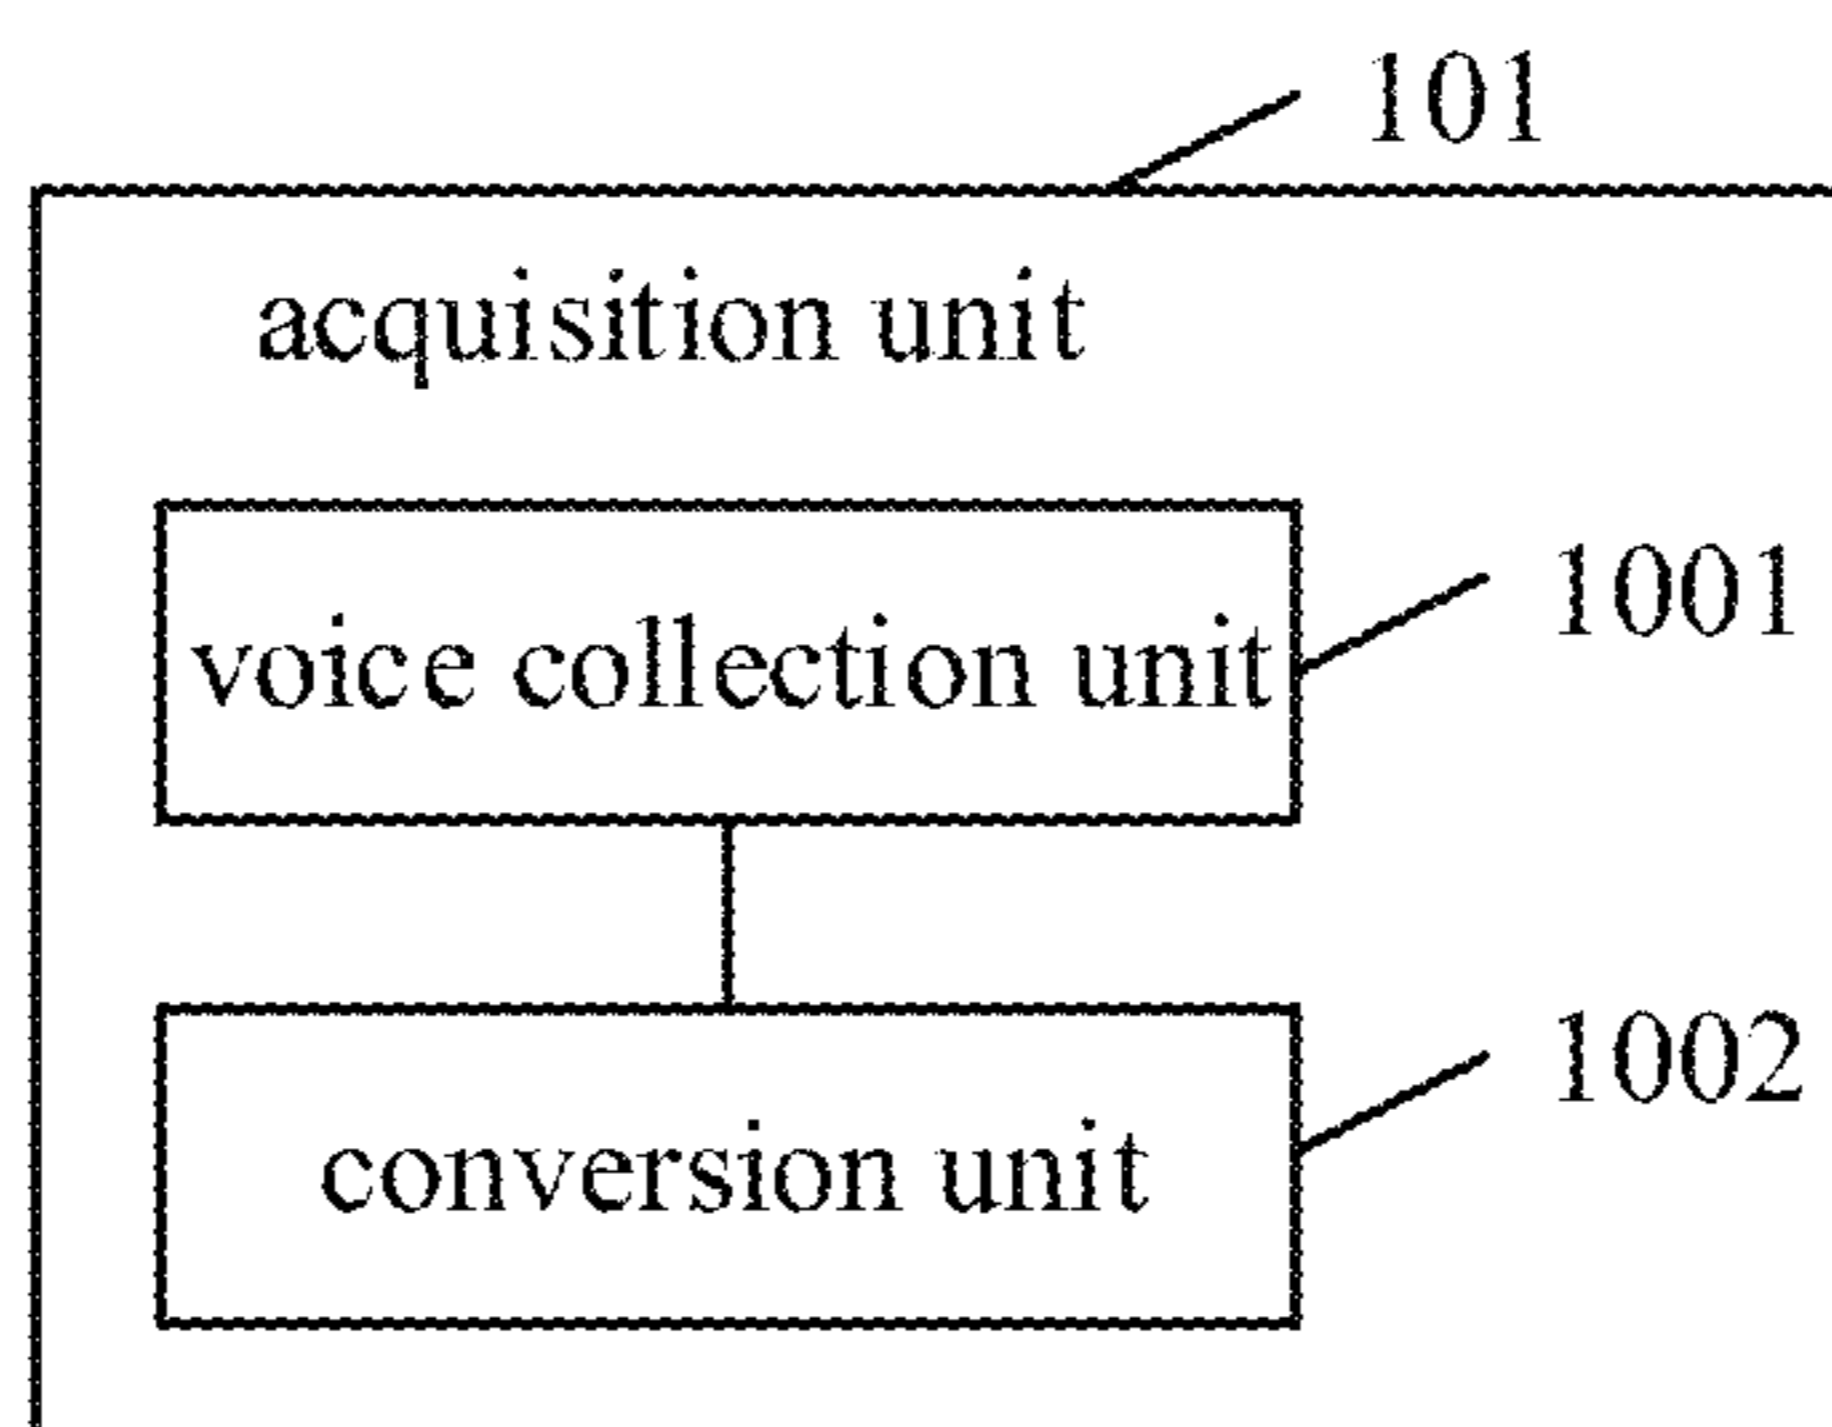 101
acquisition unit
1001
voice collection unit
1002
conversion unit